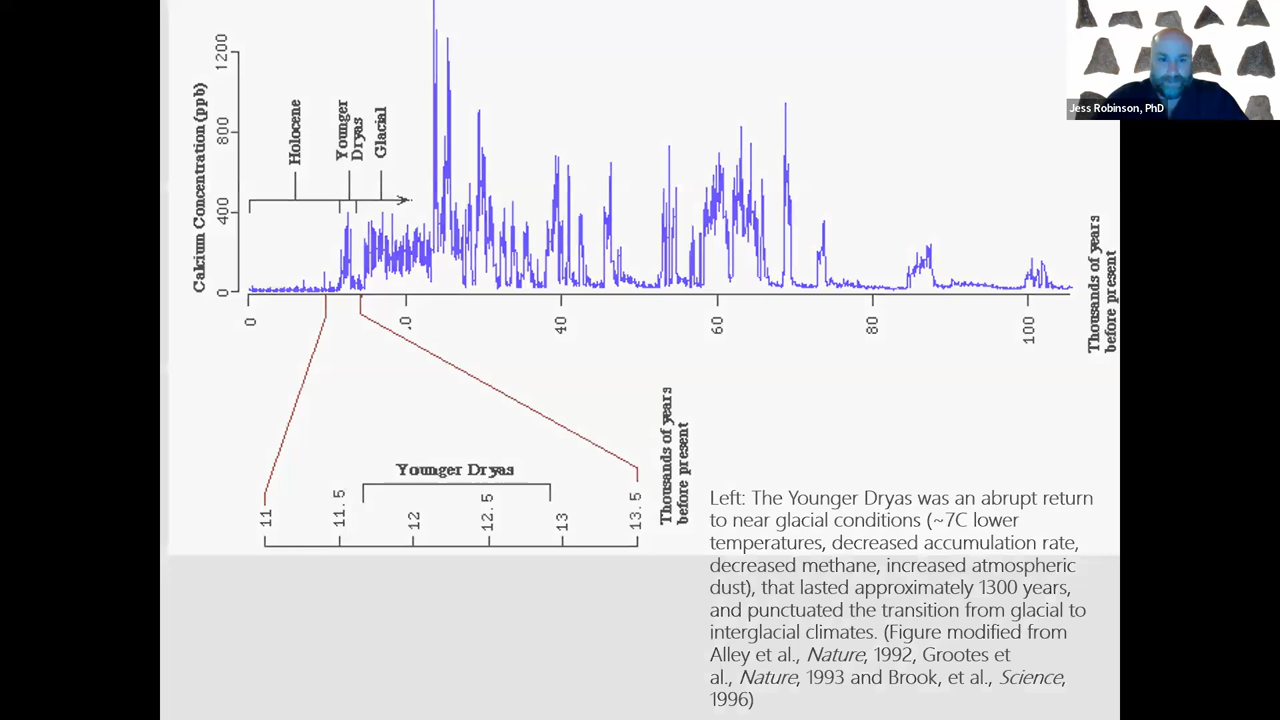 Jess Robinson, PhD
Calcium Concentration (ppb)
1200
800
400
0
Holocene
Younger
Dryas
Glacial
0
.0
40
60
80
100
Thousands of years
before present
Younger Dryas
11
11.5
12
12.5
13
13.5
Thousands of years
before present
Left: The Younger Dryas was an abrupt return
to near glacial conditions (~7C lower
temperatures, decreased accumulation rate,
decreased methane, increased atmospheric
dust), that lasted approximately 1300 years,
and punctuated the transition from glacial to
interglacial climates. (Figure modified from
Alley et al., Nature, 1992, Grootes et
al., Nature, 1993 and Brook, et al., Science,
1996)